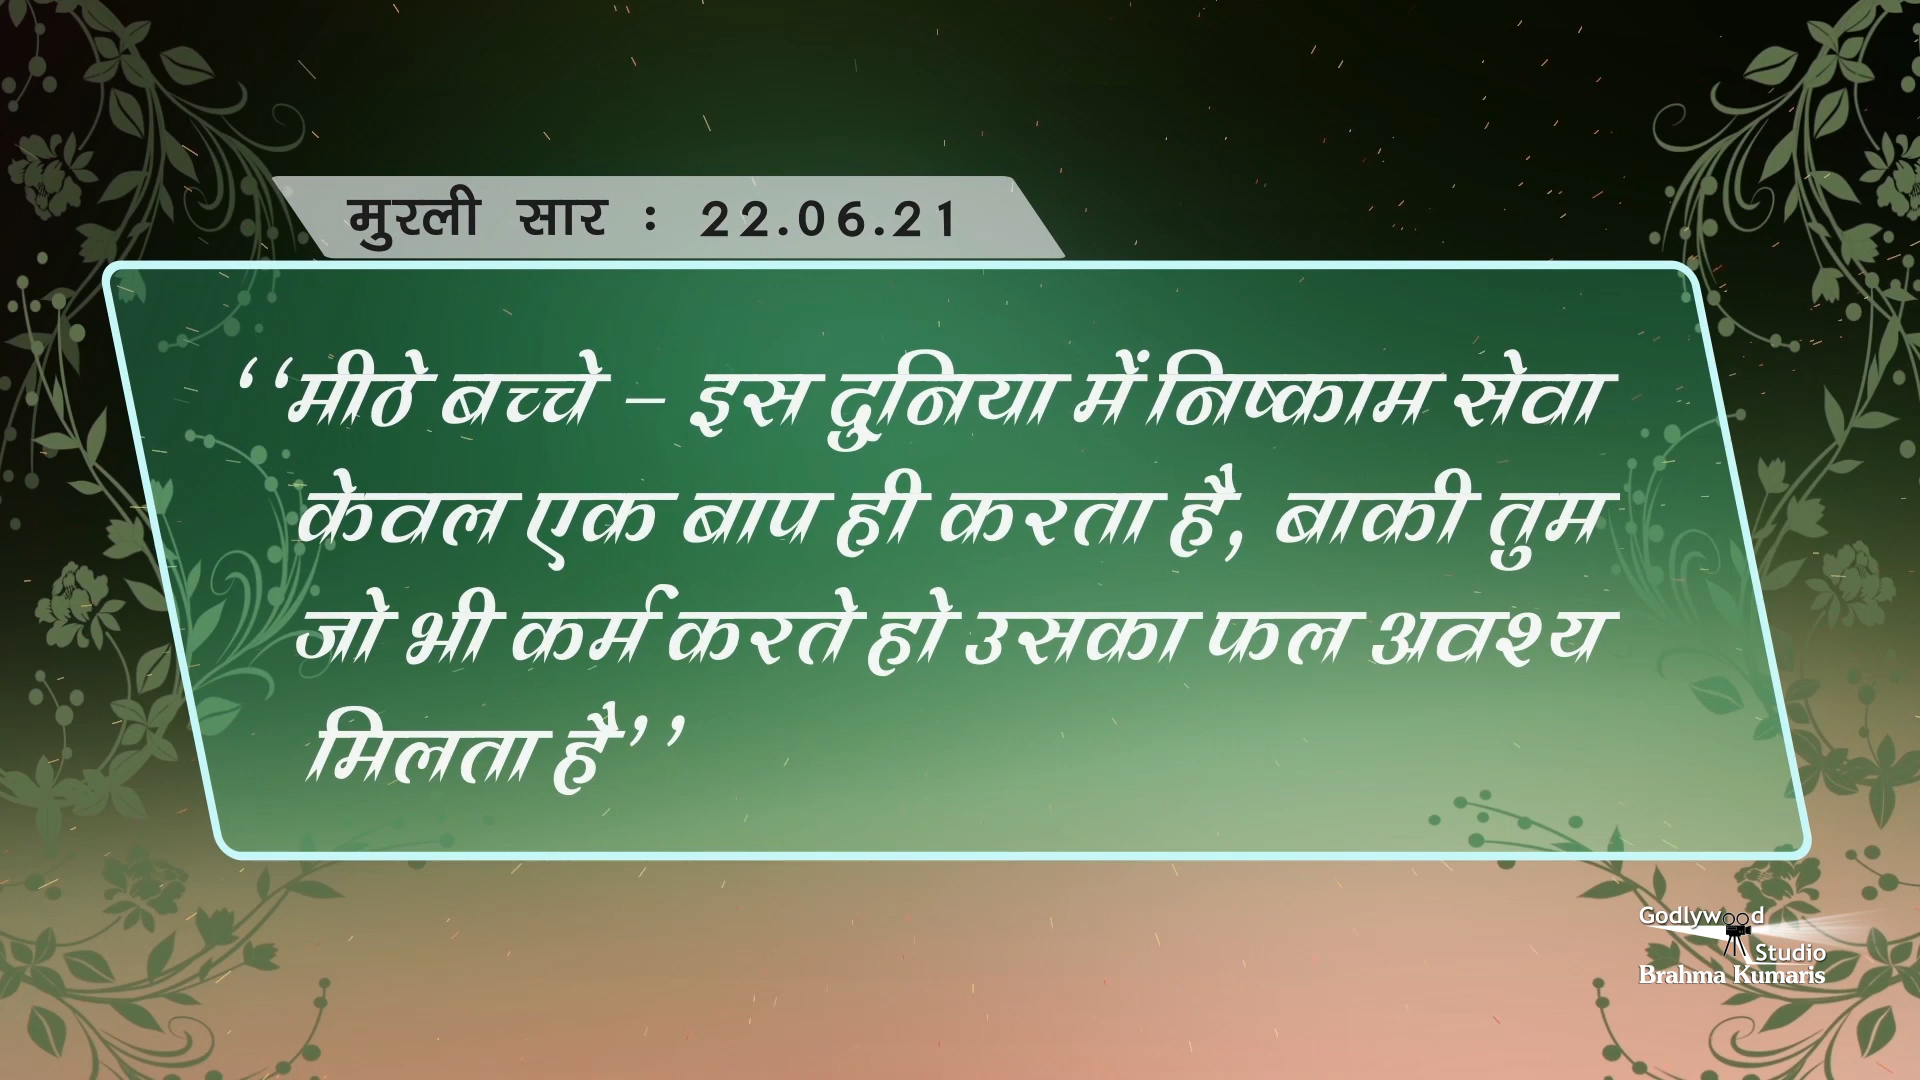 मुरली सार : 22.06.21
‘‘मीठे बच्चे – इस दुनिया में निष्काम सेवा
केवल एक बाप ही करता है, बाकी तुम
जो भी कर्म करते हो उसका फल अवश्य
मिलता है’’
Godlywood
Studio
Brahma Kumaris